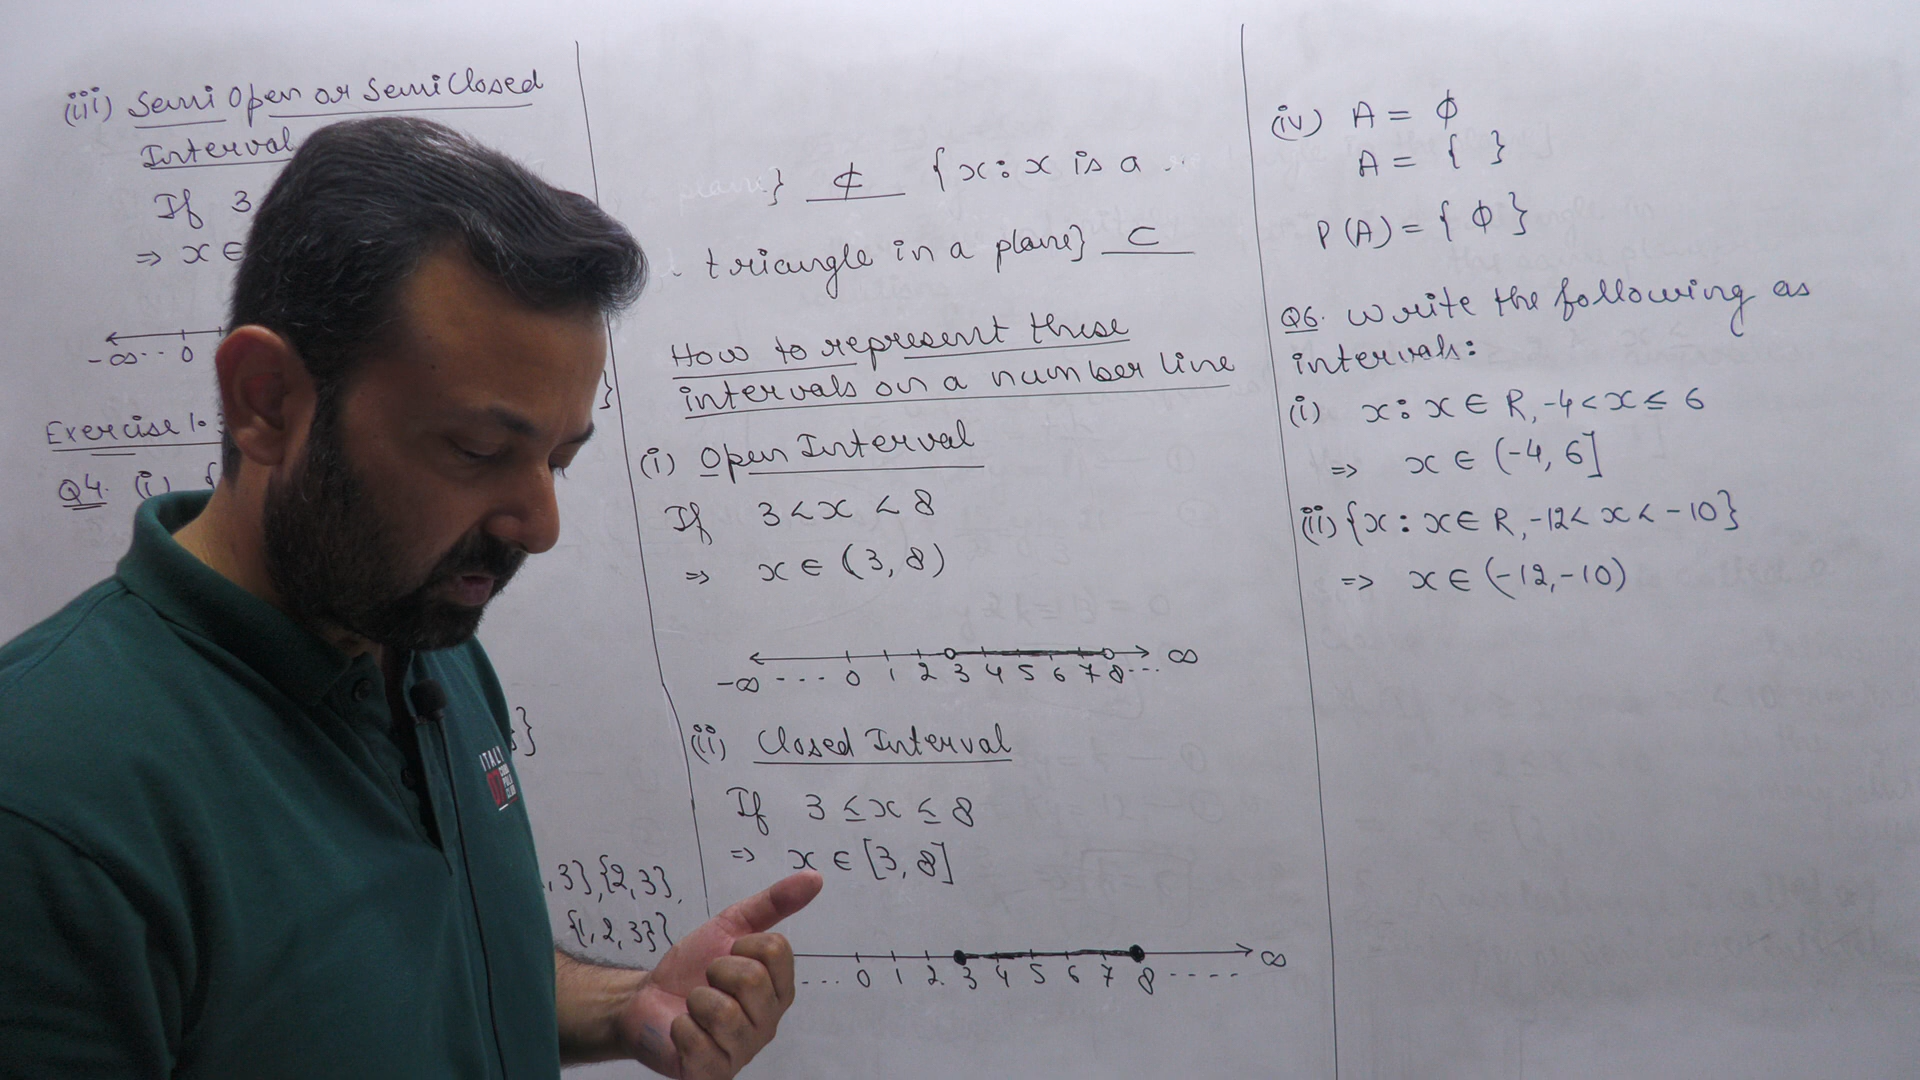 (iii) Semi Open or Semi Closed
Interval
If 3
⇒ x ∈
-∞ .. 0
}
Exercise 1.
Q4. (i) {
}
,3},{2,3},
{1,2,3}}
} ⊄ {x : x is a ..
triangle in a plane} ⊂
How to represent these
intervals on a number line
(i) Open Interval
If 3 < x < 8
⇒ x ∈ (3, 8)
-∞ ... 0 1 2 3 4 5 6 7 8 ... ∞
(ii) Closed Interval
If 3 ≤ x ≤ 8
⇒ x ∈ [3, 8]
... 0 1 2 3 4 5 6 7 8 ----- ∞
(iv) A = ϕ
A = { }
P(A) = { ϕ }
Q6. Write the following as
intervals:
(i) x : x ∈ R, -4 < x ≤ 6
⇒ x ∈ (-4, 6]
(ii) {x : x ∈ R, -12 < x < -10}
⇒ x ∈ (-12, -10)
ITALY